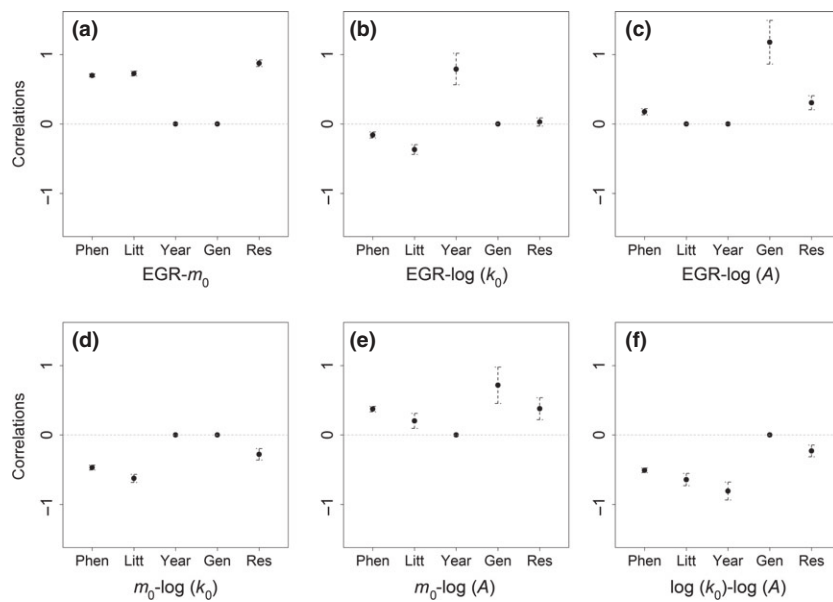 (a) (b) (c)
Correlations
1 1 1
0 0 0
−1 −1 −1
Phen Litt Year Gen Res Phen Litt Year Gen Res Phen Litt Year Gen Res
EGR-m0 EGR-log (k0) EGR-log (A)
(d) (e) (f)
Correlations
1 1 1
0 0 0
−1 −1 −1
Phen Litt Year Gen Res Phen Litt Year Gen Res Phen Litt Year Gen Res
m0-log (k0) m0-log (A) log (k0)-log (A)